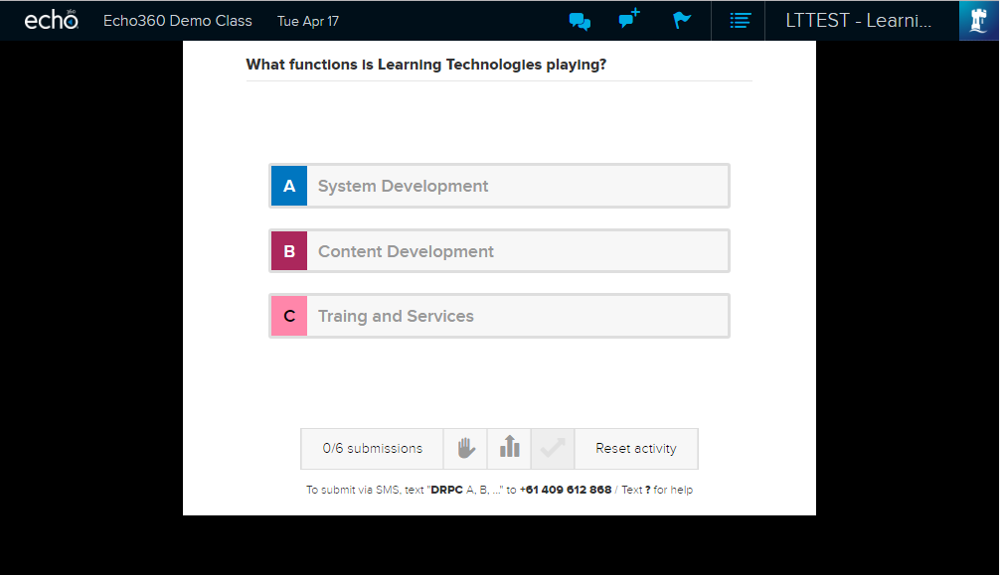 echo360 Echo360 Demo Class Tue Apr 17 LTTEST - Learni...
What functions is Learning Technologies playing?
A System Development
B Content Development
C Traing and Services
0/6 submissions Reset activity
To submit via SMS, text "DRPC A, B, ..." to +61 409 612 868 / Text ? for help